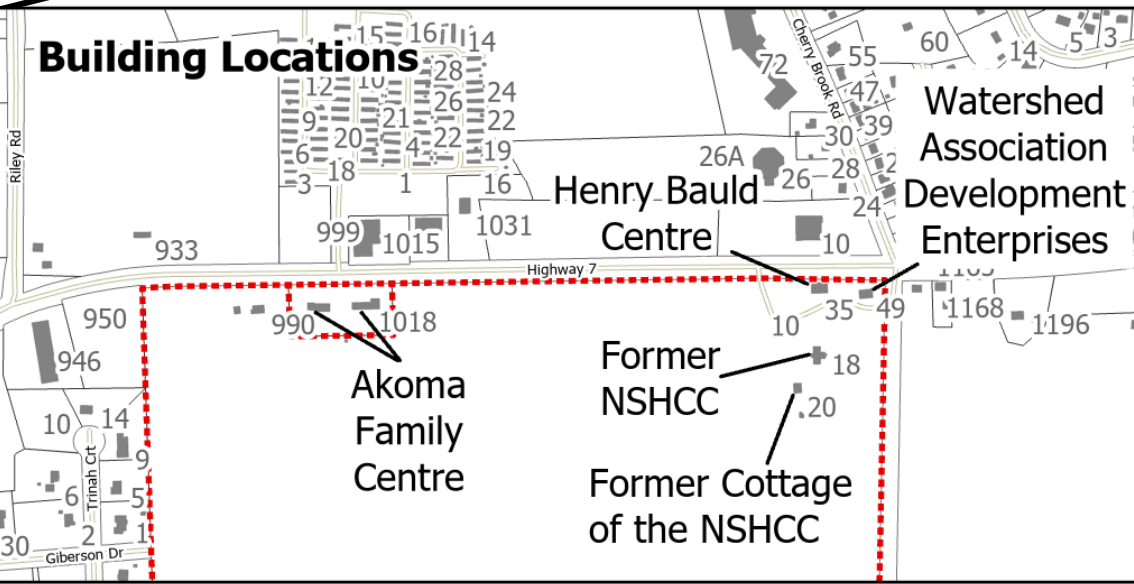 Building Locations
15
16
14
10
28
12
24
26
9
21
22
20
4
22
6
19
18
3
1
16
Riley Rd
Cherry Brook Rd
72
55
60
14
5
3
47
39
30
28
26A
26
24
10
Watershed
Association
Development
Enterprises
Henry Bauld
Centre
933
999
1015
1031
Highway 7
950
946
990
1018
Akoma
Family
Centre
10
35
49
1168
1196
Former
NSHCC
18
20
Former Cottage
of the NSHCC
10
14
Trinah Crt
9
6
5
2
1
30
Giberson Dr